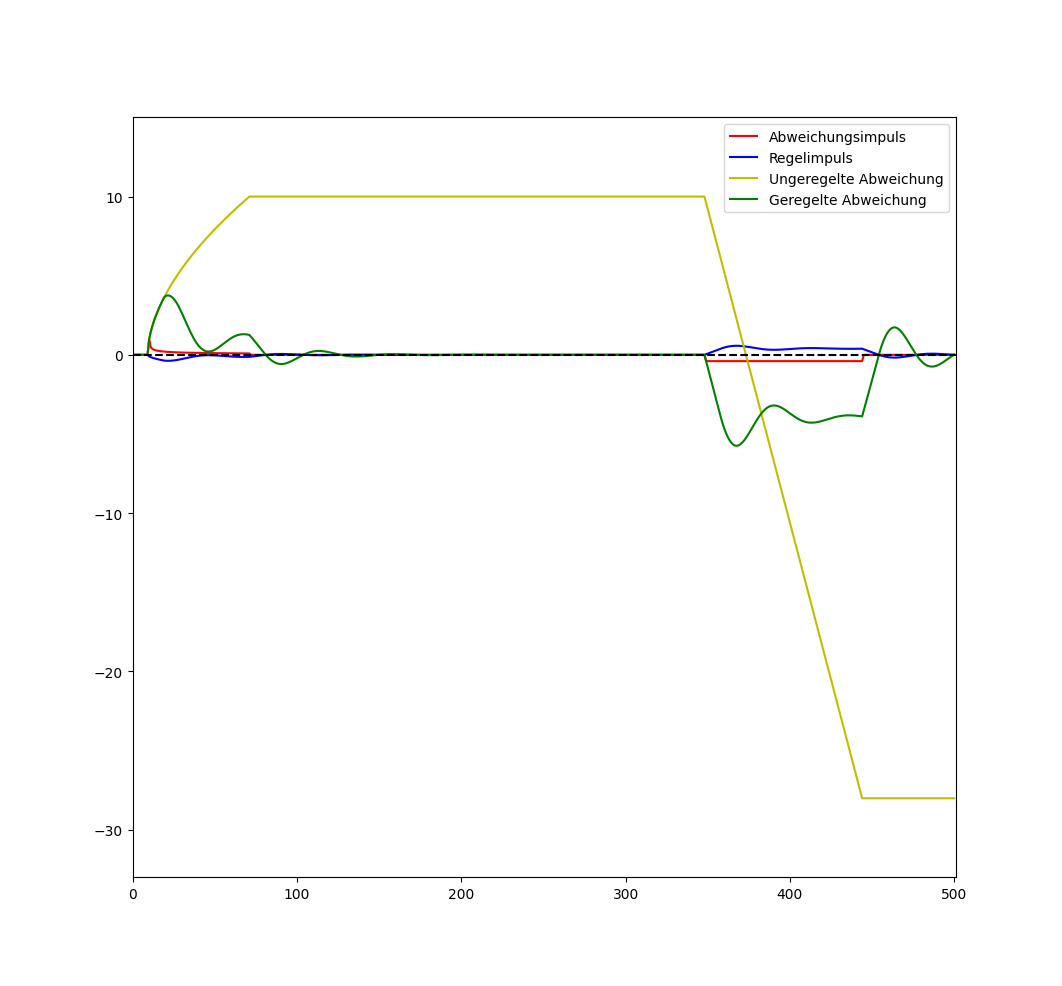 Abweichungsimpuls
Regelimpuls
Ungeregelte Abweichung
Geregelte Abweichung
10
0
−10
−20
−30
0 100 200 300 400 500